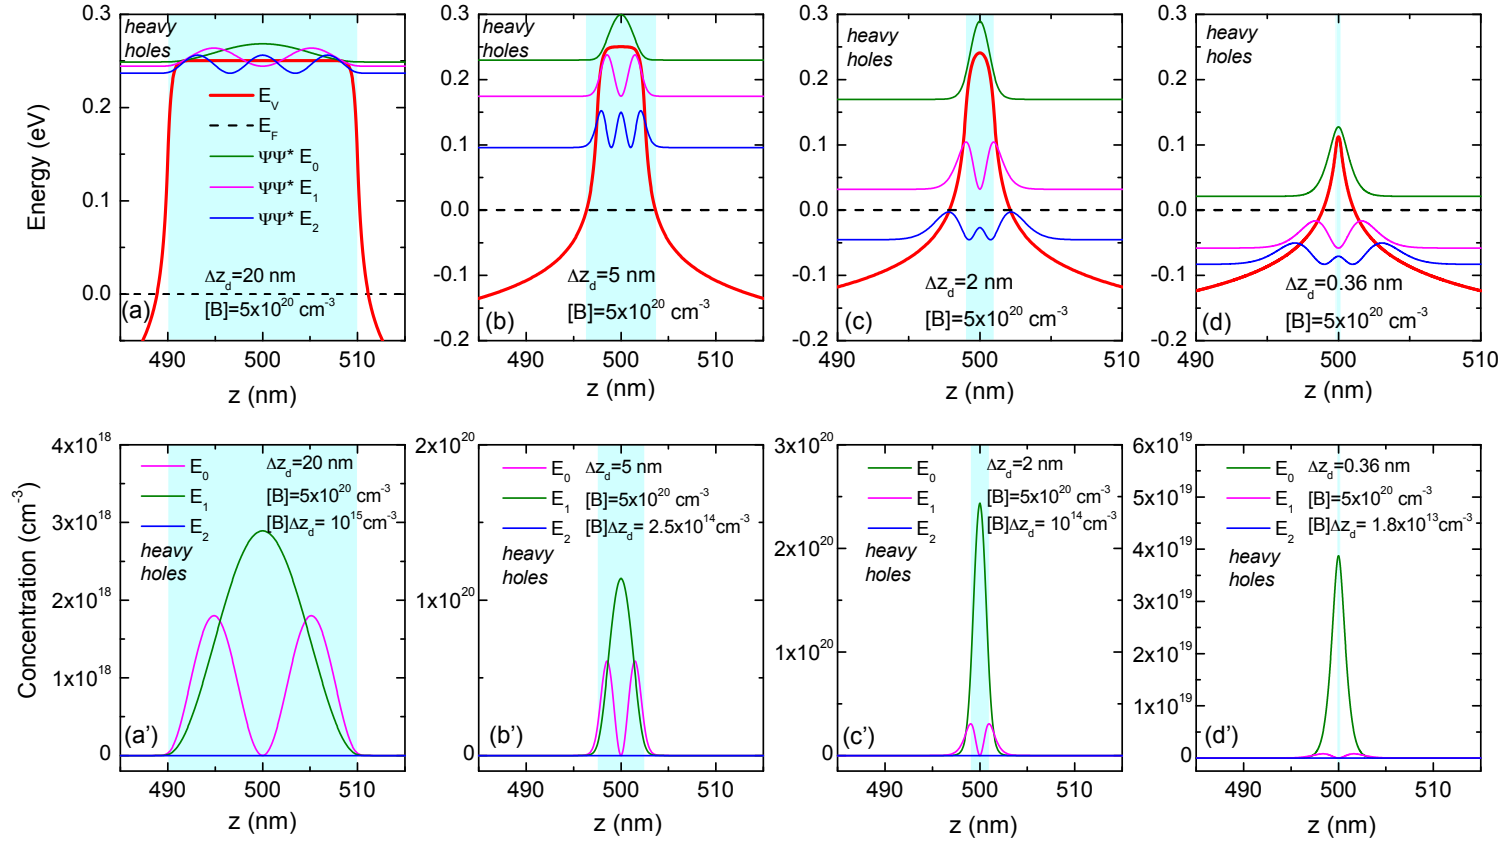 heavy
holes
E_V
E_F
ΨΨ* E_0
ΨΨ* E_1
ΨΨ* E_2
Δz_d=20 nm
[B]=5x10^20 cm^-3
(a)
0.3
0.2
0.1
0.0
Energy (eV)
490
500
510
z (nm)
heavy
holes
Δz_d=5 nm
[B]=5x10^20 cm^-3
(b)
0.3
0.2
0.1
0.0
-0.1
-0.2
490
500
510
z (nm)
heavy
holes
Δz_d=2 nm
[B]=5x10^20 cm^-3
(c)
0.3
0.2
0.1
0.0
-0.1
-0.2
490
500
510
z (nm)
heavy
holes
Δz_d=0.36 nm
[B]=5x10^20 cm^-3
(d)
0.3
0.2
0.1
0.0
-0.1
-0.2
490
500
510
z (nm)
E_0
E_1
E_2
Δz_d=20 nm
[B]=5x10^20 cm^-3
[B]Δz_d= 10^15cm^-3
heavy
holes
(a')
4x10^18
3x10^18
2x10^18
1x10^18
0
Concentration (cm^-3)
490
500
510
z (nm)
E_0
E_1
E_2
Δz_d=5 nm
[B]=5x10^20 cm^-3
[B]Δz_d= 2.5x10^14cm^-3
heavy
holes
(b')
2x10^20
1x10^20
0
490
500
510
z (nm)
E_0
E_1
E_2
Δz_d=2 nm
[B]=5x10^20 cm^-3
[B]Δz_d= 10^14cm^-3
heavy
holes
(c')
3x10^20
2x10^20
1x10^20
0
490
500
510
z (nm)
E_0
E_1
E_2
Δz_d=0.36 nm
[B]=5x10^20 cm^-3
[B]Δz_d= 1.8x10^13cm^-3
heavy
holes
(d')
6x10^19
5x10^19
4x10^19
3x10^19
2x10^19
1x10^19
0
490
500
510
z (nm)